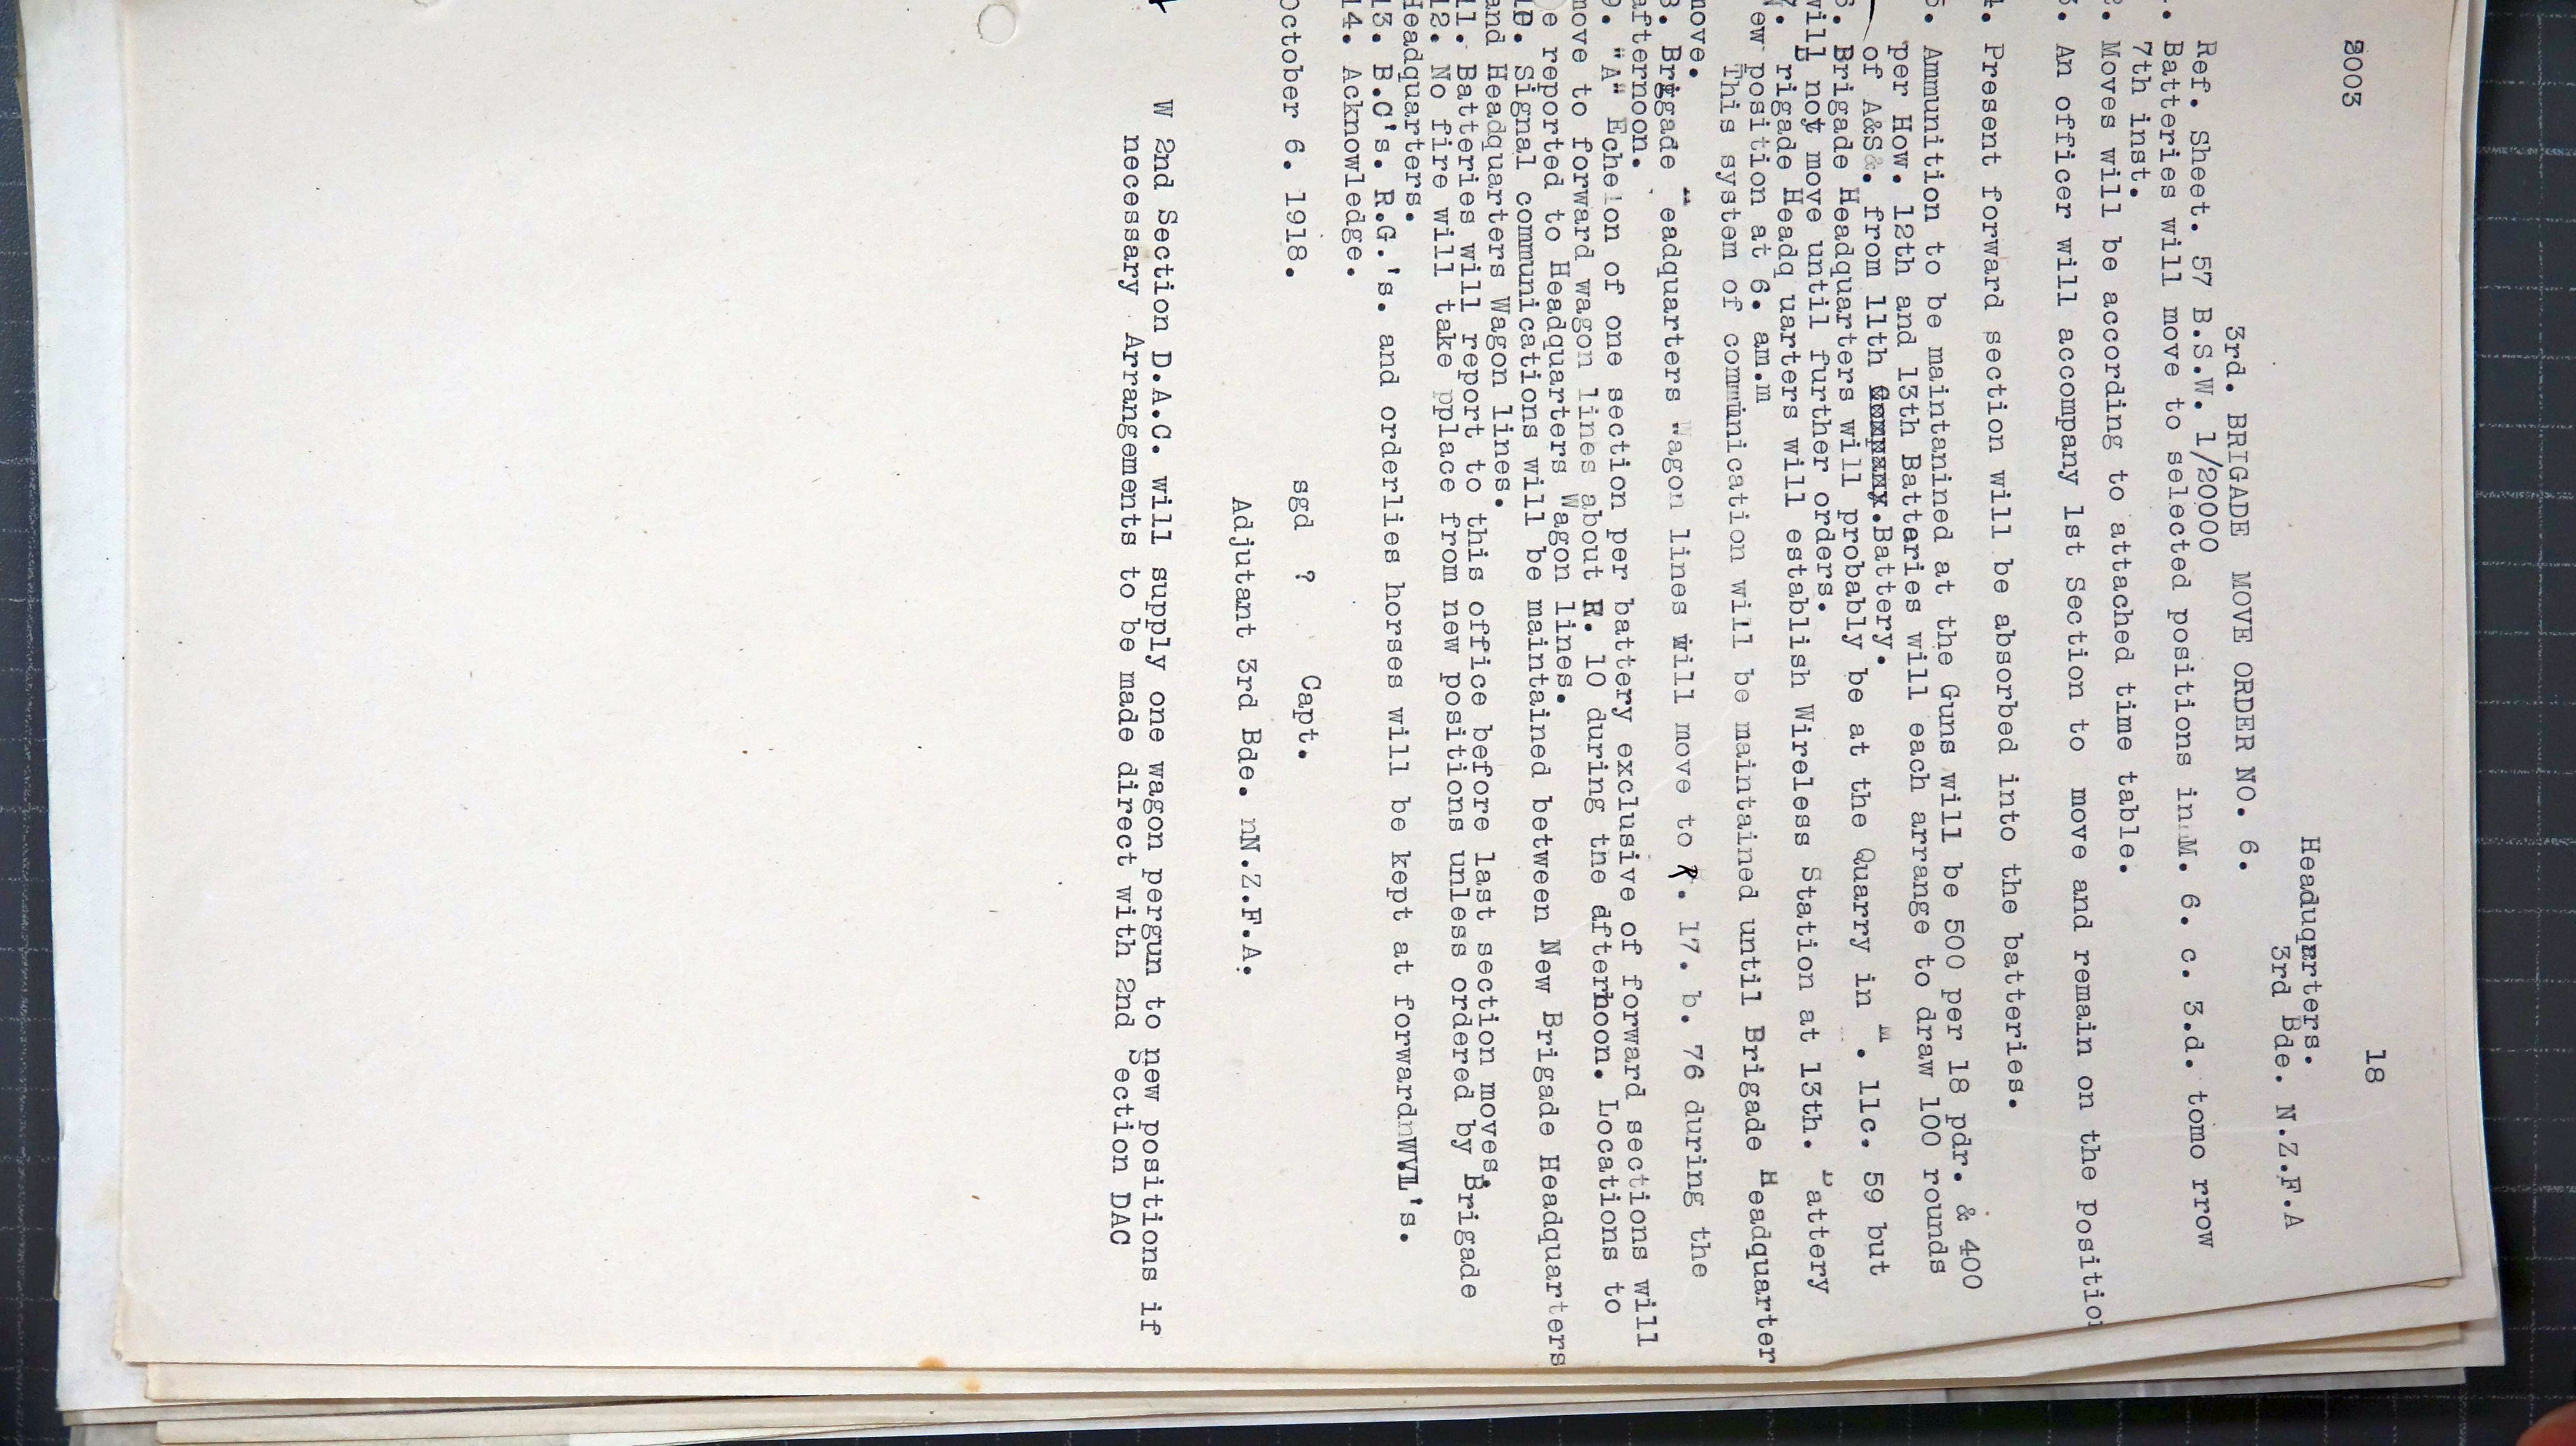 2003
18
Headuqrters.
3rd Bde. N.Z.F.A
3rd. BRIGADE MOVE ORDER NO. 6.
Ref. Sheet. 57 B.S.W. 1/2000
. Batteries will move to selected positions in M. 6. c. 3.d. tomo rrow
7th inst.
2. Moves will be according to attached time table.
3. An officer will accompany 1st Section to move and remain on the positio
4. Present forward section will be absorbed into the batteries.
5. Ammunition to be maintanined at the Guns will be 500 per 18 pdr. & 400
per How. 12th and 13th Batteries will each arrange to draw 100 rounds
of A&S&. from 11th Company.Battery.
6. Brigade Headquarters will probably be at the Quarry in . 11c. 59 but
will not move until further orders.
7. rigade Headq uarters will establish Wireless Station at 13th. attery
ew position at 6. am.m
This system of communication will be maintained until Brigade Headquarter
move.
8. Brigade eadquarters Wagon lines will move to R. 17. b. 76 during the
afternoon.
9. "A" Echelon of one section per battery exclusive of forward sections will
move to forward wagon lines about R. 10 during the afterhoon. Locations to
e reported to Headquarters Wagon lines.
10. Signal communications will be maintained between New Brigade Headquarters
and Headquarters Wagon lines.
11. Batteries will report to this office before last section moves.
12. No fire will take pplace from new positions unless ordered by Brigade
Headquarters.
13. B.C's. R.G.'s. and orderlies horses will be kept at forwardnWVL's.
14. Acknowledge.
October 6. 1918.
sgd ? Capt.
Adjutant 3rd Bde. nN.Z.F.A.
W 2nd Section D.A.C. will supply one wagon pergun to new positions if
necessary Arrangements to be made direct with 2nd Section DAC